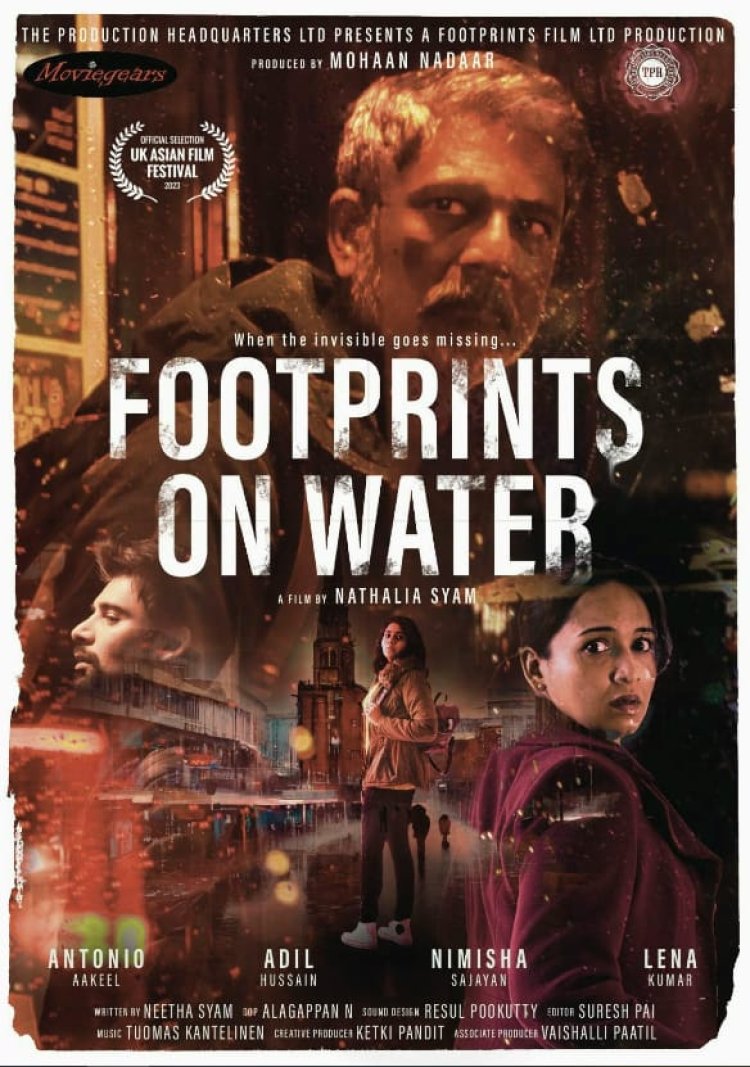 THE PRODUCTION HEADQUARTERS LTD PRESENTS A FOOTPRINTS FILM LTD PRODUCTION
PRODUCED BY MOHAAN NADAAR
Moviegears
TPH
OFFICIAL SELECTION
UK ASIAN FILM
FESTIVAL
2023
When the invisible goes missing...
FOOTPRINTS
ON WATER
A FILM BY NATHALIA SYAM
ANTONIO
AAKEEL
ADIL
HUSSAIN
NIMISHA
SAJAYAN
LENA
KUMAR
WRITTEN BY NEETHA SYAM DOP ALAGAPPAN N SOUND DESIGN RESUL POOKUTTY EDITOR SURESH PAI
MUSIC TUOMAS KANTELINEN CREATIVE PRODUCER KETKI PANDIT ASSOCIATE PRODUCER VAISHALLI PAATIL